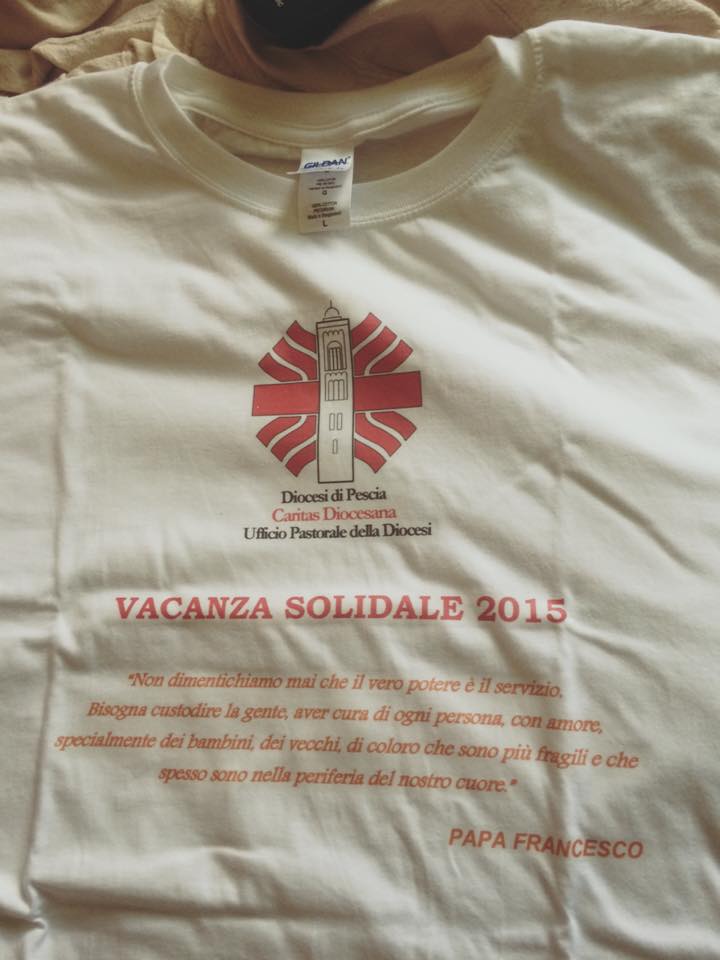 GILDAN
100% COTTON
L
Diocesi di Pescia
Caritas Diocesana
Ufficio Pastorale della Diocesi
VACANZA SOLIDALE 2015
"Non dimentichiamo mai che il vero potere è il servizio.
Bisogna custodire la gente, aver cura di ogni persona, con amore,
specialmente dei bambini, dei vecchi, di coloro che sono più fragili e che
spesso sono nella periferia del nostro cuore."
PAPA FRANCESCO